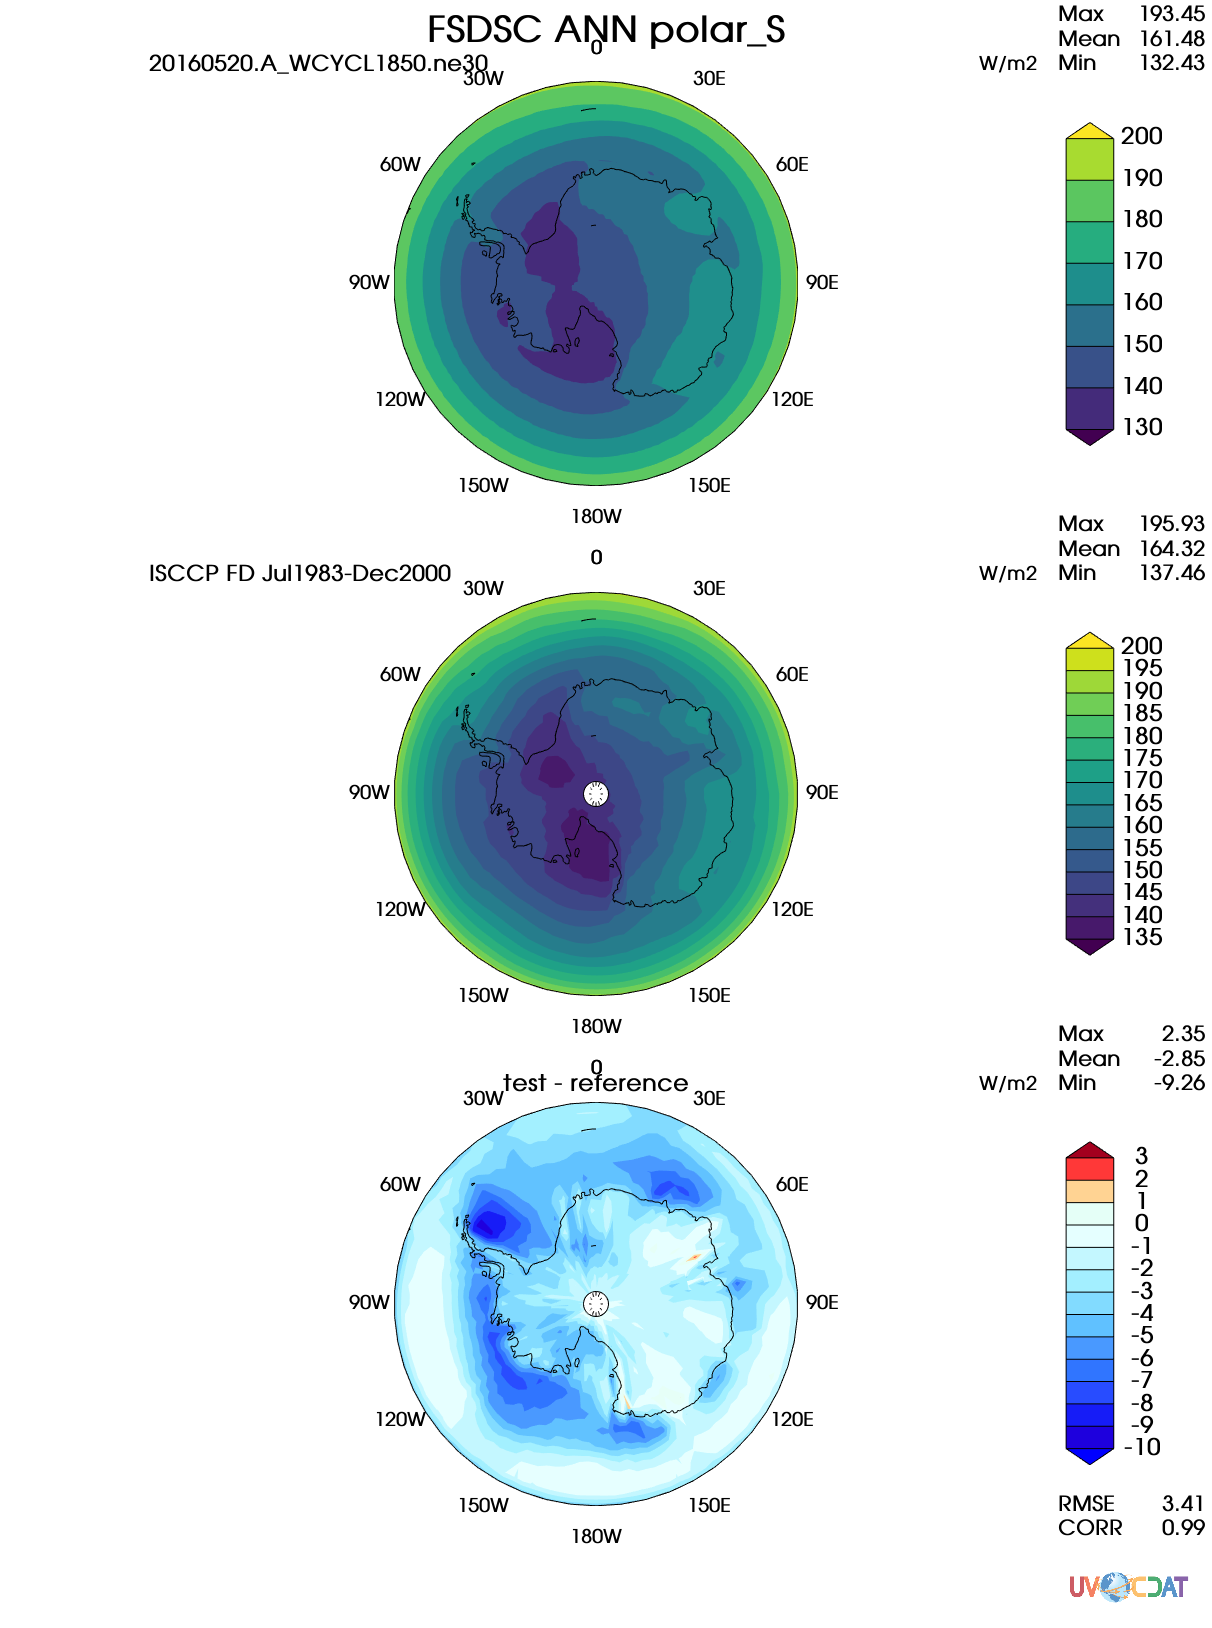 FSDSC ANN polar_S
Max 193.45
Mean 161.48
W/m2 Min 132.43
20160520.A_WCYCL1850.ne30
0
30W 30E
60W 60E
90W 90E
120W 120E
150W 150E
180W
200
190
180
170
160
150
140
130
Max 195.93
Mean 164.32
W/m2 Min 137.46
ISCCP FD Jul1983-Dec2000
0
30W 30E
60W 60E
90W 90E
120W 120E
150W 150E
180W
200
195
190
185
180
175
170
165
160
155
150
145
140
135
Max 2.35
Mean -2.85
W/m2 Min -9.26
test - reference
0
30W 30E
60W 60E
90W 90E
120W 120E
150W 150E
180W
3
2
1
0
-1
-2
-3
-4
-5
-6
-7
-8
-9
-10
RMSE 3.41
CORR 0.99
UVCDAT